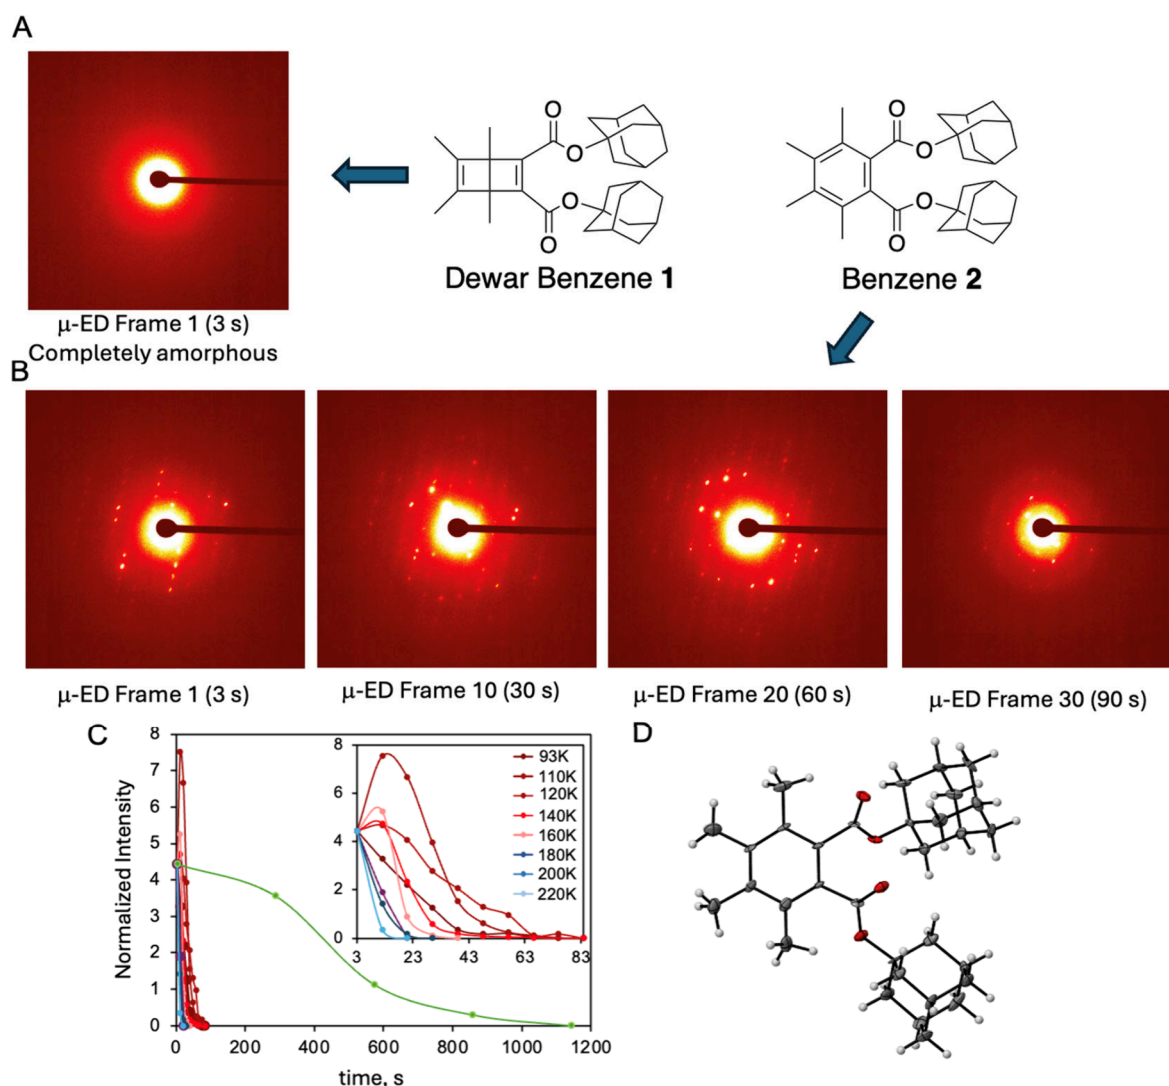 A
O
O
O
O
Dewar Benzene 1
O
O
O
O
Benzene 2
μ-ED Frame 1 (3 s)
Completely amorphous
B
μ-ED Frame 1 (3 s)
μ-ED Frame 10 (30 s)
μ-ED Frame 20 (60 s)
μ-ED Frame 30 (90 s)
C
Normalized Intensity
8
7
6
5
4
3
2
1
0
0 200 400 600 800 1000 1200
time, s
8
6
4
2
0
3 23 43 63 83
93K
110K
120K
140K
160K
180K
200K
220K
D